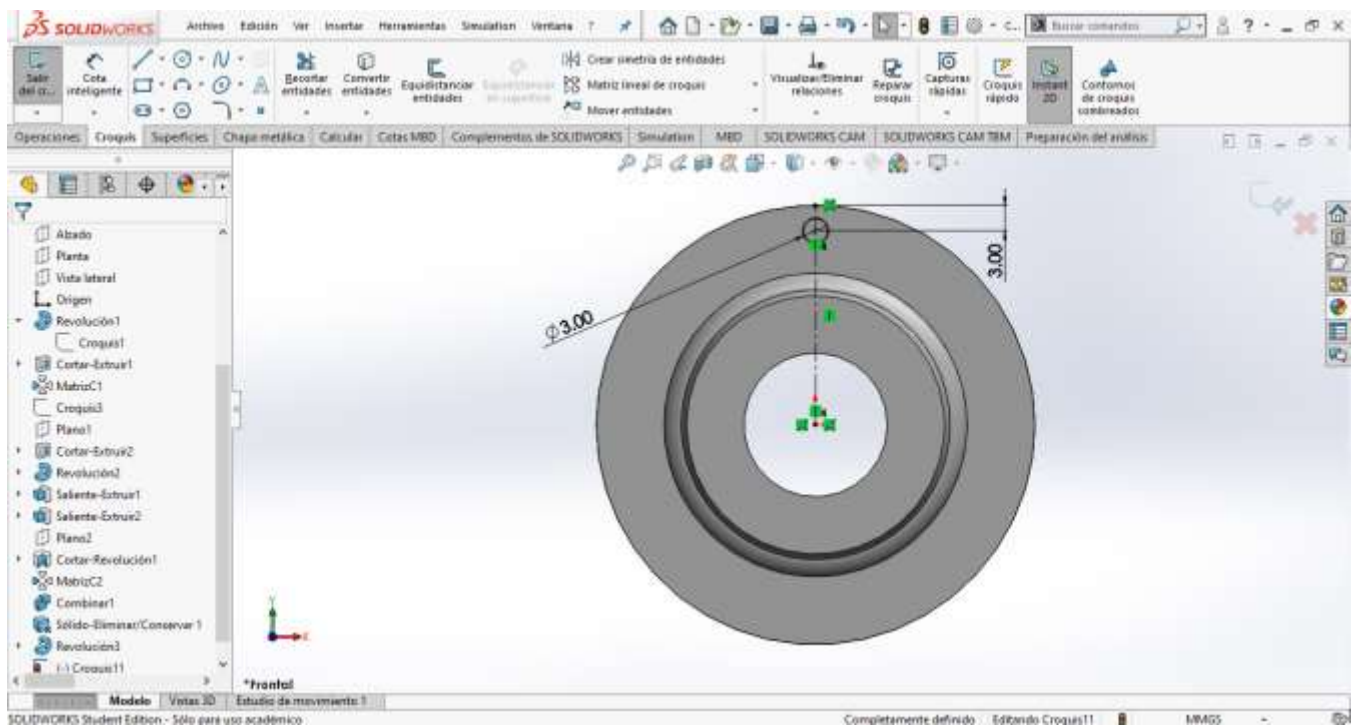 SOLIDWORKS Archivo Edición Ver Insertar Herramientas Simulation Ventana ?
Buscar comandos
Salir del cr...
Cota inteligente
Recortar entidades
Convertir entidades
Equidistanciar entidades
Crear simetría de entidades
Matriz lineal de croquis
Mover entidades
Visualizar/Eliminar relaciones
Reparar croquis
Capturas rápidas
Croquis rápido
Instant 2D
Contornos de croquis sombreados
Operaciones Croquis Superficies Chapa metálica Calcular Cotas MBD Complementos de SOLIDWORKS Simulation MBD SOLIDWORKS CAM SOLIDWORKS CAM TBM Preparación del análisis
Alzado
Planta
Vista lateral
Origen
Revolución1
Croquis1
Cortar-Extruir1
MatrizC1
Croquis3
Plano1
Cortar-Extruir2
Revolución2
Saliente-Extruir1
Saliente-Extruir2
Plano2
Cortar-Revolución1
MatrizC2
Combinar1
Sólido-Eliminar/Conservar 1
Revolución3
(-) Croquis11
3.00
∅3.00
Y
X
*Frontal
Modelo Vistas 3D Estudio de movimiento 1
SOLIDWORKS Student Edition - Sólo para uso académico
Completamente definido Editando Croquis11 MMGS